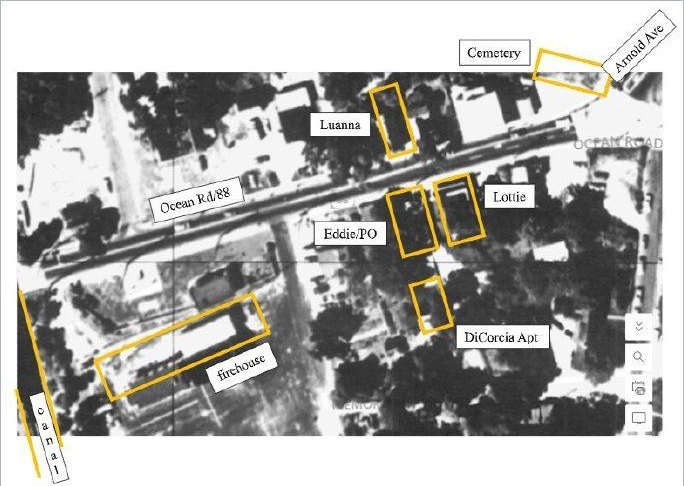 Cemetery
Arnold Ave
Luanna
OCEAN ROAD
Ocean Rd/88
Lottie
Eddie/PO
DiCorcia Apt
firehouse
canal